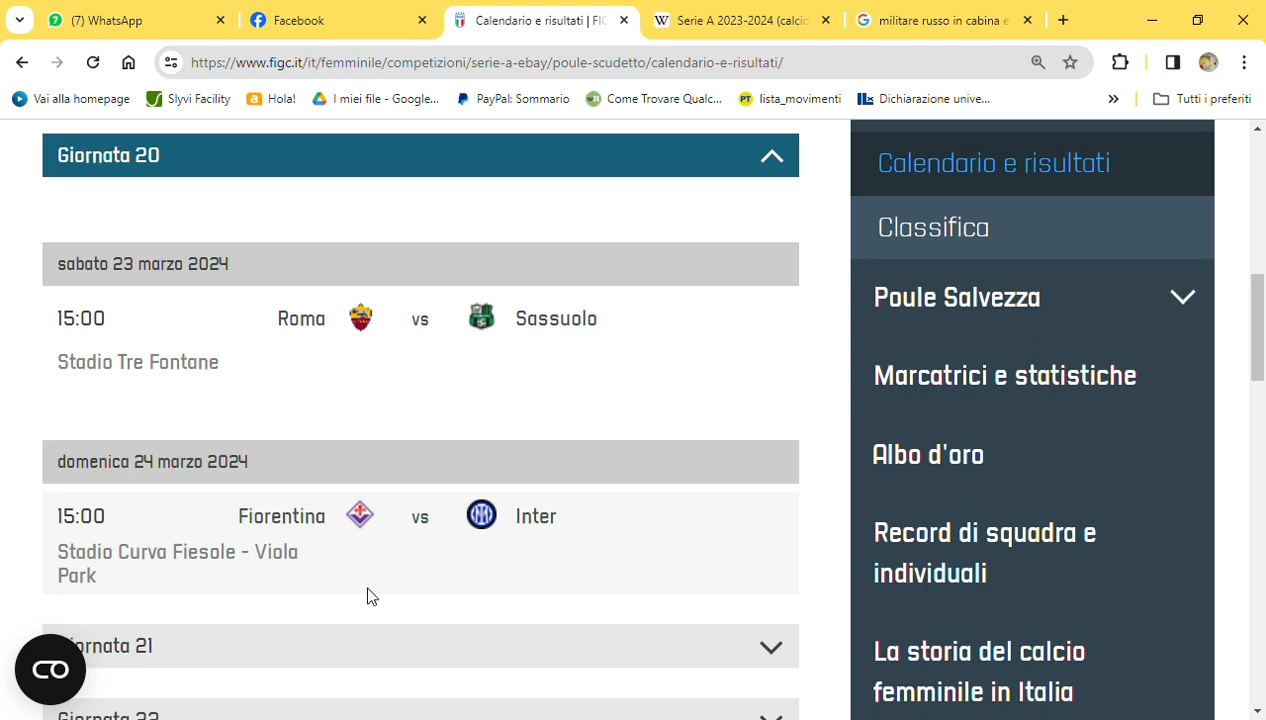 (7) WhatsApp
Facebook
Calendario e risultati | FIG
Serie A 2023-2024 (calcio
militare russo in cabina e
https://www.figc.it/it/femminile/competizioni/serie-a-ebay/poule-scudetto/calendario-e-risultati/
Vai alla homepage
Slyvi Facility
Hola!
I miei file - Google...
PayPal: Sommario
Come Trovare Qualc...
lista_movimenti
Dichiarazione unive...
Tutti i preferiti
Giornata 20
sabato 23 marzo 2024
15:00 Roma vs Sassuolo
Stadio Tre Fontane
domenica 24 marzo 2024
15:00 Fiorentina vs Inter
Stadio Curva Fiesole - Viola
Park
Giornata 21
Giornata 22
Calendario e risultati
Classifica
Poule Salvezza
Marcatrici e statistiche
Albo d'oro
Record di squadra e
individuali
La storia del calcio
femminile in Italia